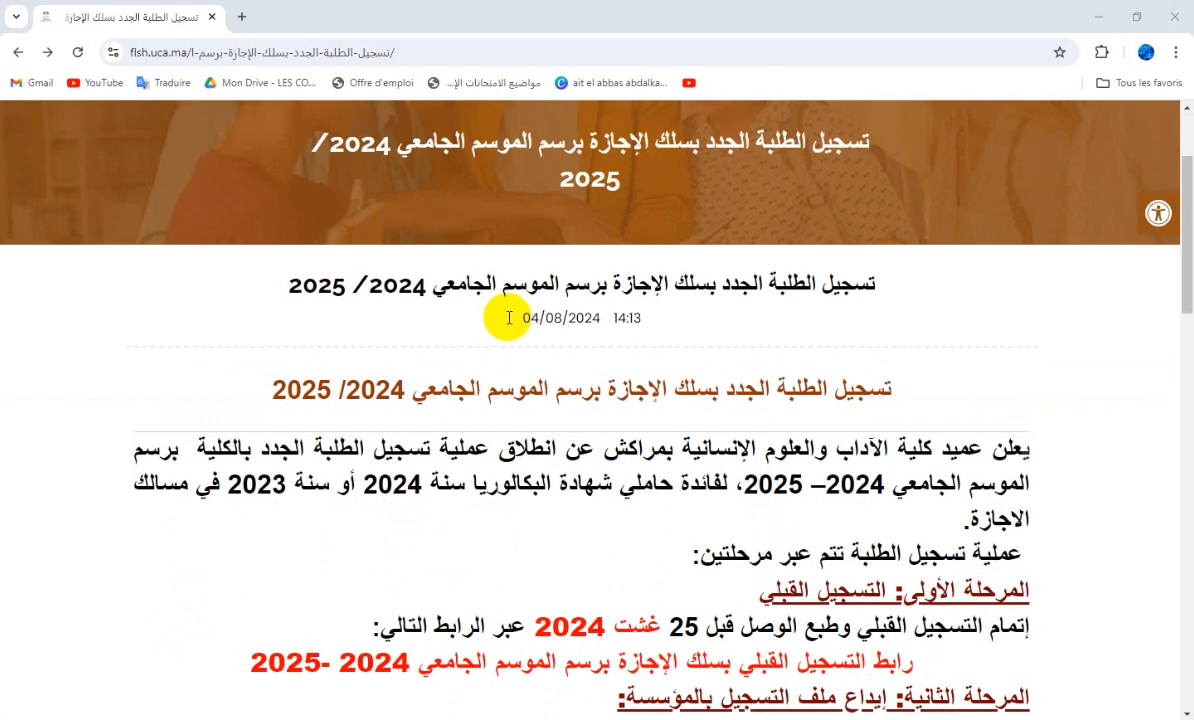 تسجيل الطلبة الجدد بسلك الإجازة
flsh.uca.ma/تسجيل-الطلبة-الجدد-بسلك-الإجازة-برسم-ا/
Gmail
YouTube
Traduire
Mon Drive - LES CO...
Offre d'emploi
مواضيع الامتحانات الإ...
ait el abbas abdalka...
Tous les favoris
تسجيل الطلبة الجدد بسلك الإجازة برسم الموسم الجامعي 2024/
2025
تسجيل الطلبة الجدد بسلك الإجازة برسم الموسم الجامعي 2024/ 2025
04/08/2024 14:13
تسجيل الطلبة الجدد بسلك الإجازة برسم الموسم الجامعي 2024/ 2025
يعلن عميد كلية الآداب والعلوم الإنسانية بمراكش عن انطلاق عملية تسجيل الطلبة الجدد بالكلية برسم
الموسم الجامعي 2024– 2025، لفائدة حاملي شهادة البكالوريا سنة 2024 أو سنة 2023 في مسالك
الاجازة.
عملية تسجيل الطلبة تتم عبر مرحلتين:
المرحلة الأولى: التسجيل القبلي
إتمام التسجيل القبلي وطبع الوصل قبل 25 غشت 2024 عبر الرابط التالي:
رابط التسجيل القبلي بسلك الإجازة برسم الموسم الجامعي 2024 -2025
المرحلة الثانية: إيداع ملف التسجيل بالمؤسسة: